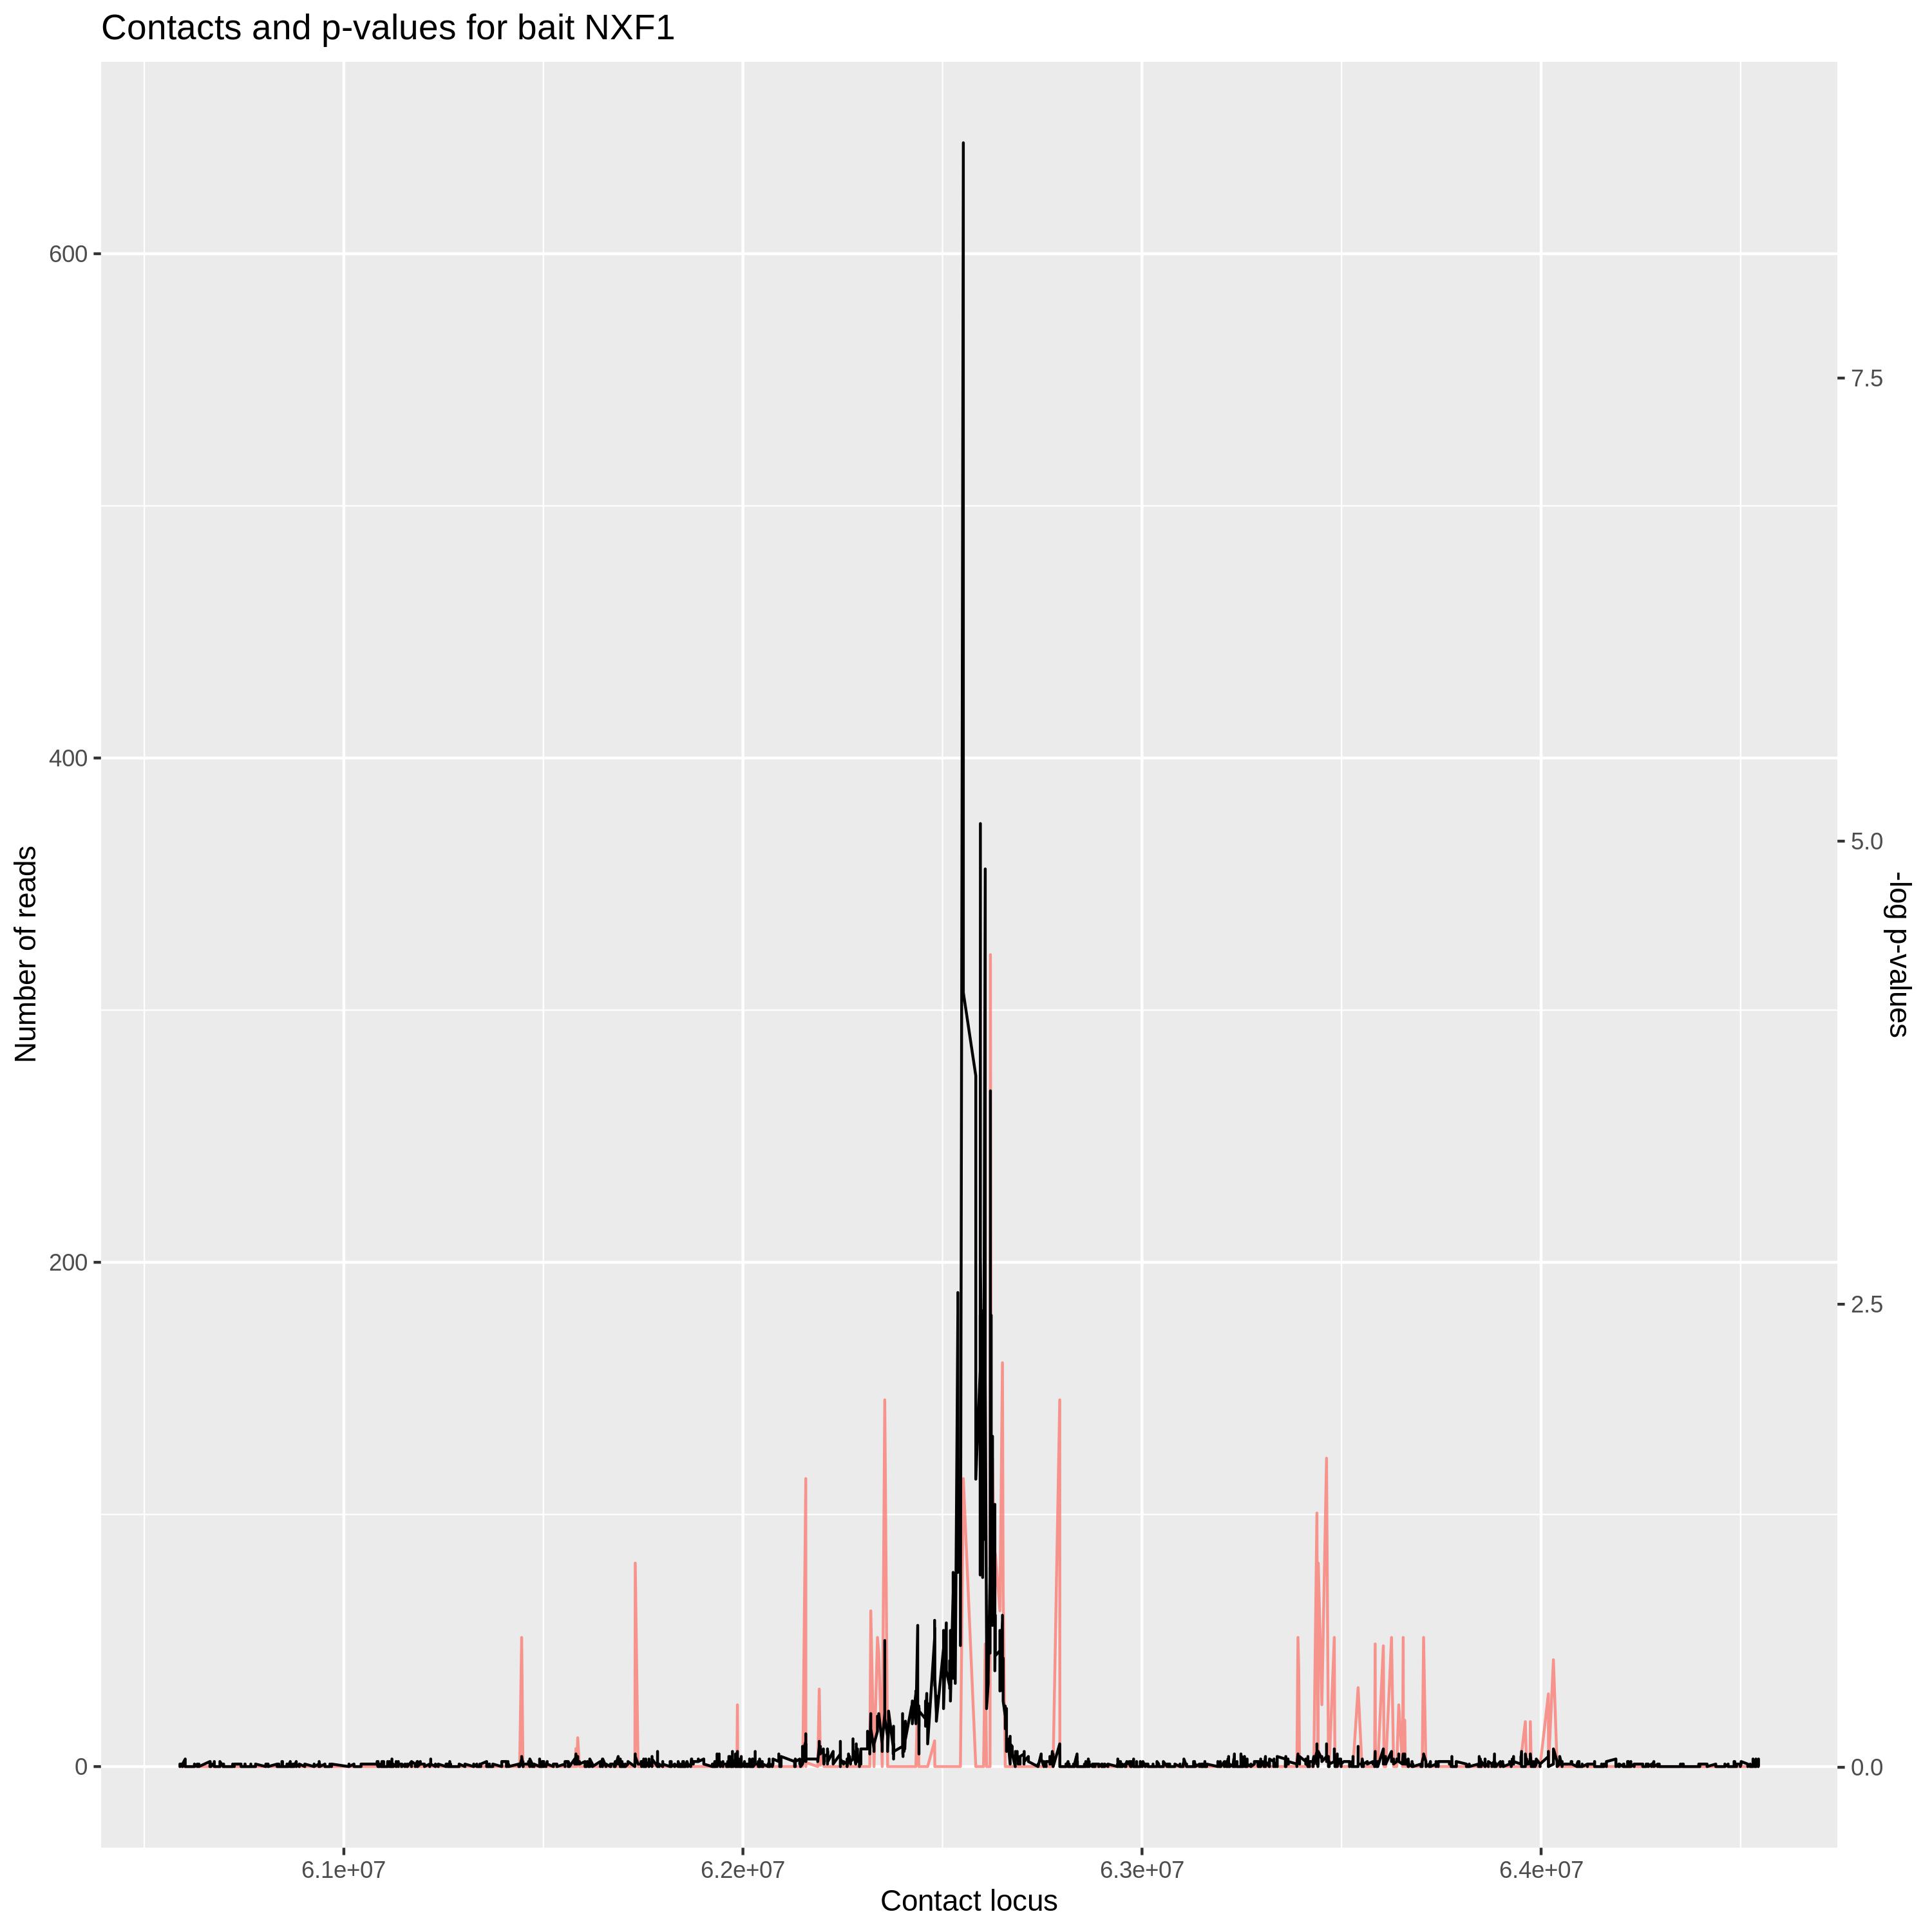 Contacts and p-values for bait NXF1
600
400
200
0
Number of reads
7.5
5.0
2.5
0.0
-log p-values
6.1e+07 6.2e+07 6.3e+07 6.4e+07
Contact locus